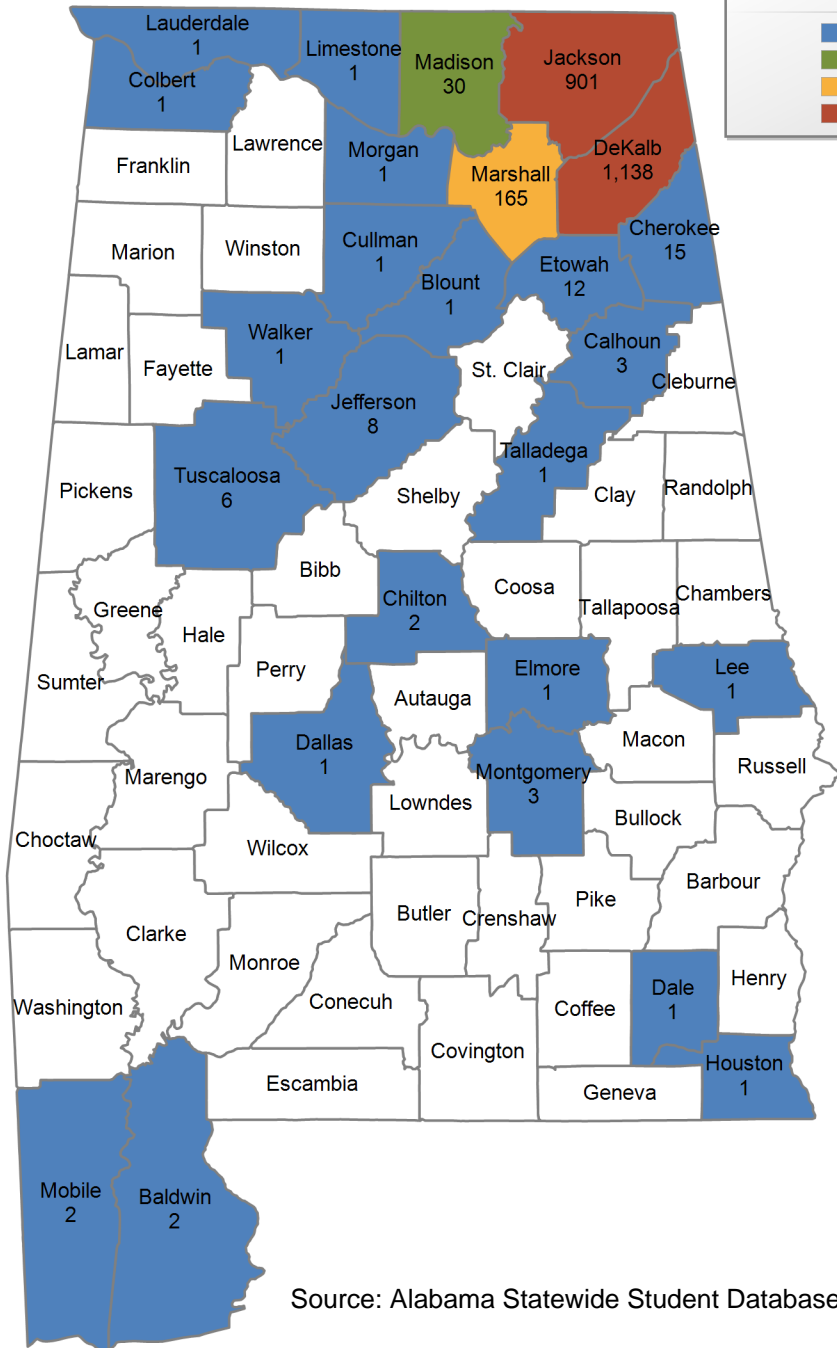 Lauderdale
1
Limestone
1
Madison
30
Jackson
901
Colbert
1
Lawrence
Franklin
Morgan
1
Marshall
165
DeKalb
1,138
Cherokee
15
Marion
Winston
Cullman
1
Blount
1
Etowah
12
Lamar
Fayette
Walker
1
St. Clair
Calhoun
3
Cleburne
Jefferson
8
Talladega
1
Pickens
Tuscaloosa
6
Shelby
Clay
Randolph
Bibb
Chilton
2
Coosa
Tallapoosa
Chambers
Greene
Hale
Perry
Sumter
Autauga
Elmore
1
Lee
1
Dallas
1
Montgomery
3
Macon
Russell
Marengo
Lowndes
Bullock
Choctaw
Wilcox
Barbour
Clarke
Butler
Crenshaw
Pike
Monroe
Washington
Conecuh
Coffee
Dale
1
Henry
Covington
Escambia
Geneva
Houston
1
Mobile
2
Baldwin
2
Source: Alabama Statewide Student Database